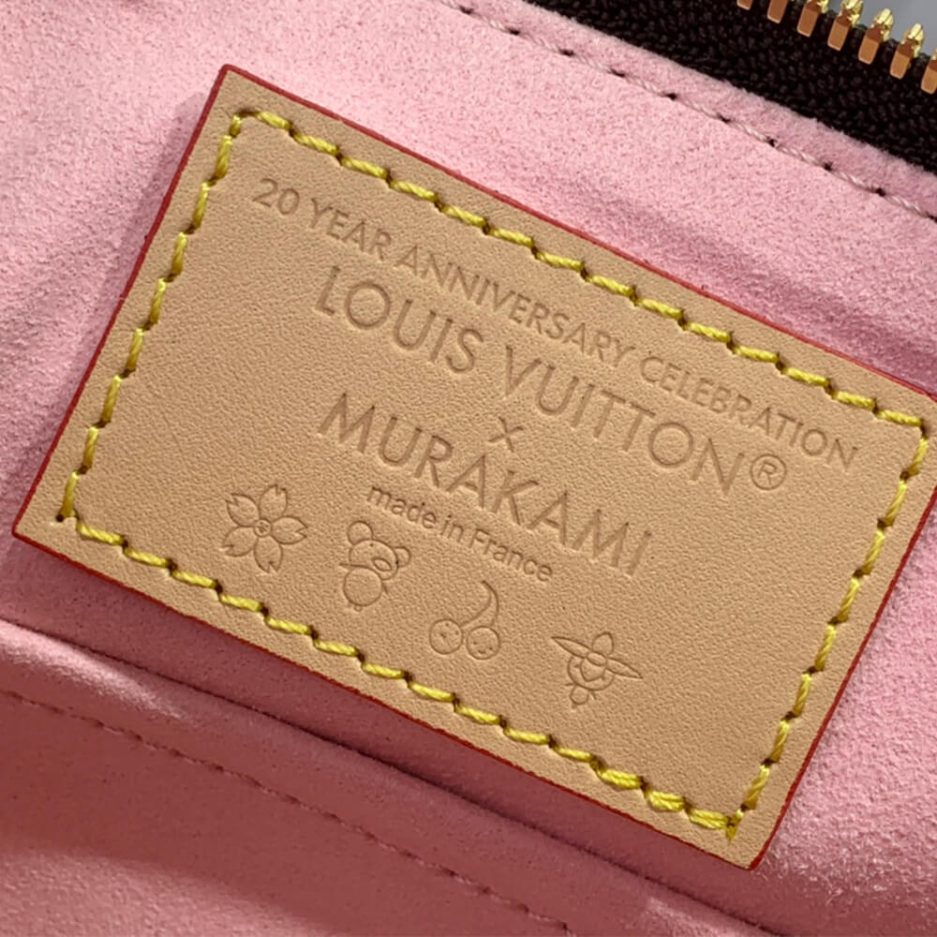 20 YEAR ANNIVERSARY CELEBRATION
LOUIS VUITTON®
×
MURAKAMi
made in France